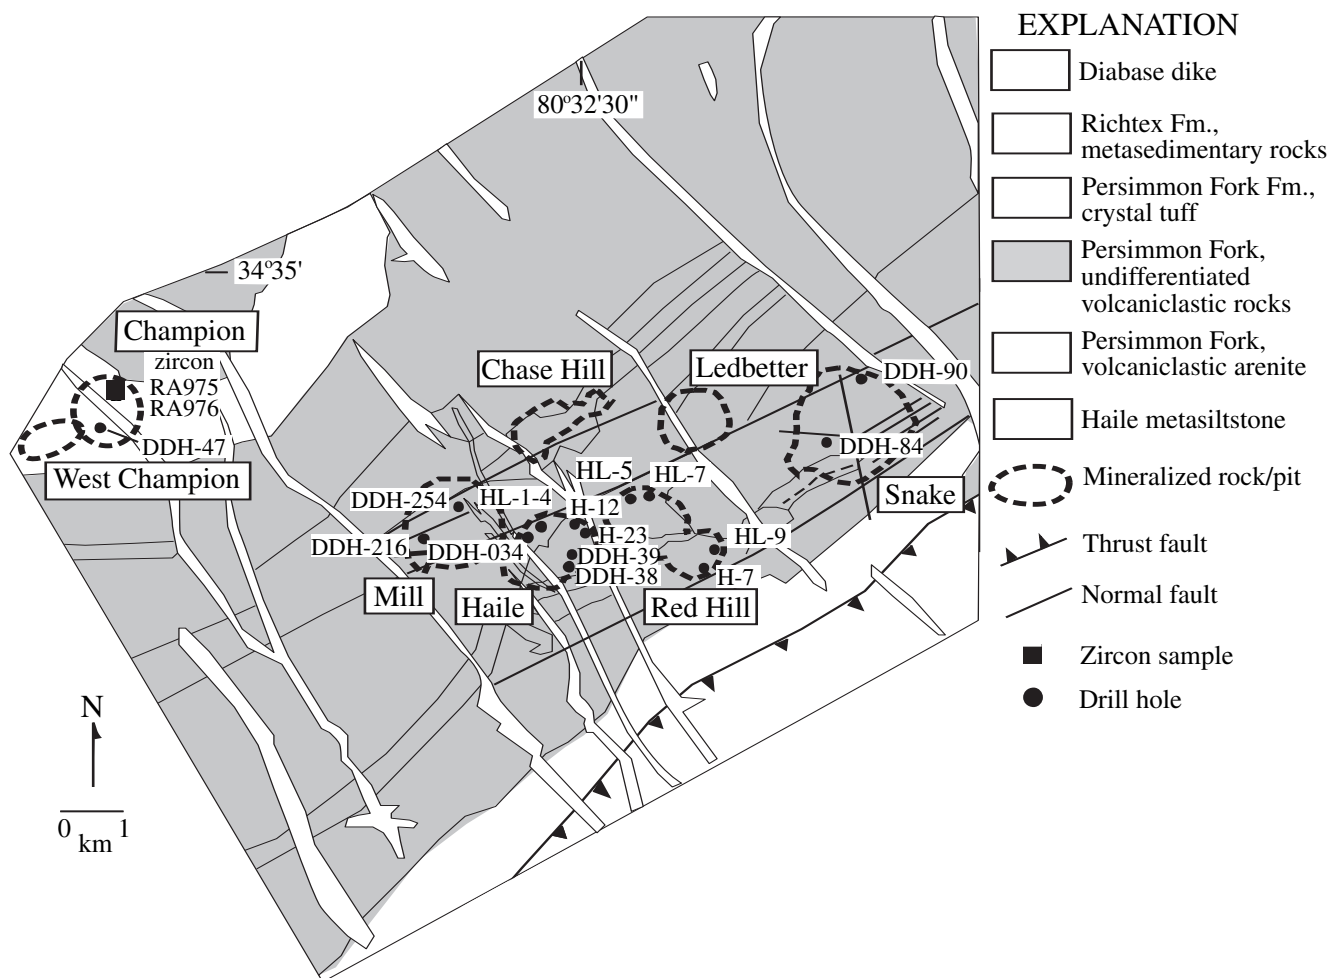 EXPLANATION
Diabase dike
Richtex Fm.,
metasedimentary rocks
Persimmon Fork Fm.,
crystal tuff
Persimmon Fork,
undifferentiated
volcaniclastic rocks
Persimmon Fork,
volcaniclastic arenite
Haile metasiltstone
Mineralized rock/pit
Thrust fault
Normal fault
Zircon sample
Drill hole
80º32'30"
34º35'
Champion
zircon
RA975
RA976
DDH-47
West Champion
Chase Hill
Ledbetter
DDH-90
DDH-84
Snake
HL-5
HL-7
DDH-254
HL-1-4
H-12
H-23
HL-9
DDH-216
DDH-034
DDH-39
DDH-38
H-7
Mill
Haile
Red Hill
N
0 km 1